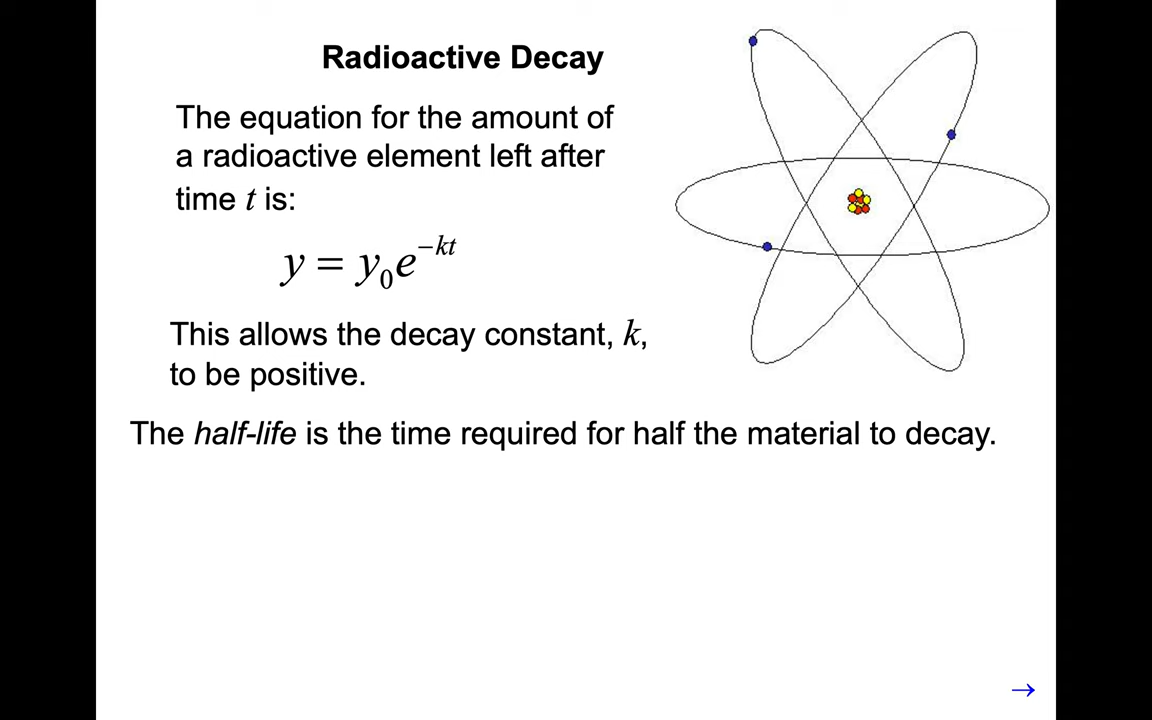 Radioactive Decay
The equation for the amount of
a radioactive element left after
time t is:
y = y₀e^{−kt}
This allows the decay constant, k,
to be positive.
The half-life is the time required for half the material to decay.
→